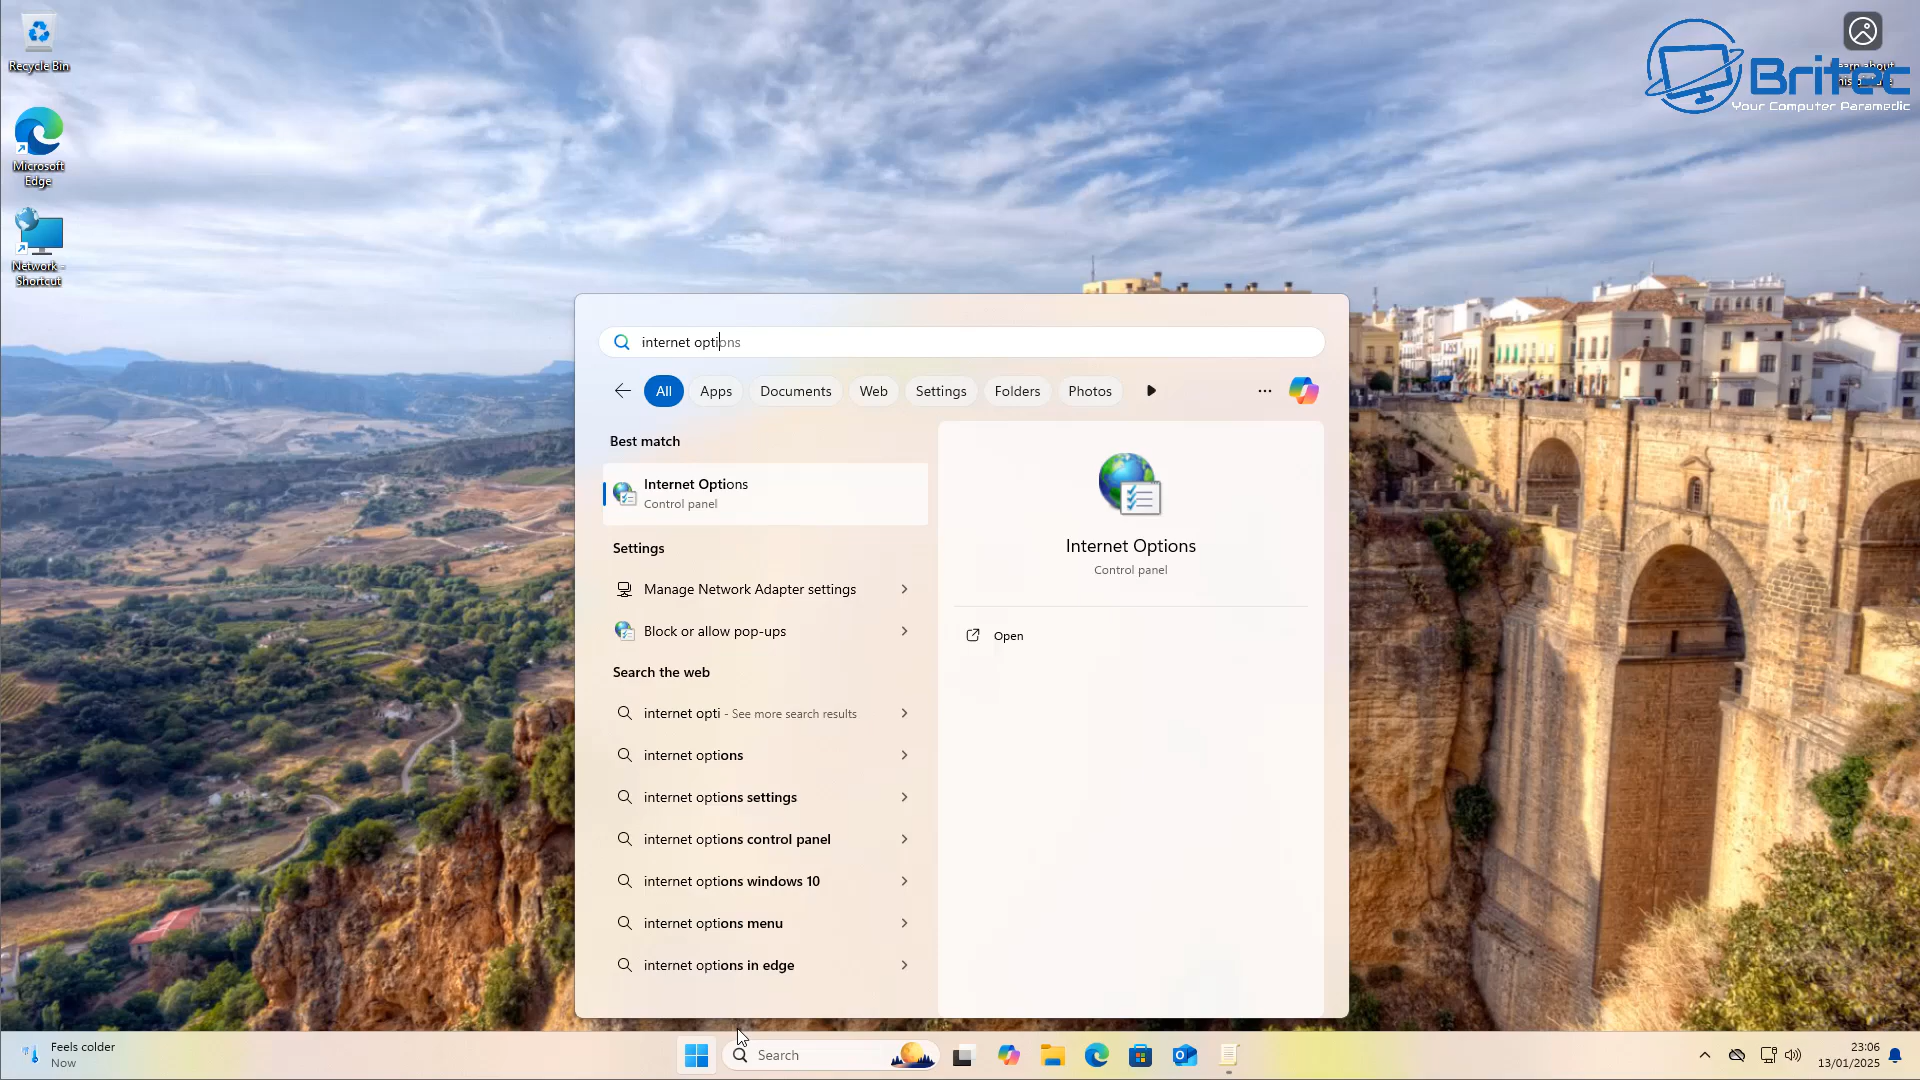 Recycle Bin
Microsoft
Edge
Network -
Shortcut
Britec
Your Computer Paramedic
internet options
All
Apps
Documents
Web
Settings
Folders
Photos
Best match
Internet Options
Control panel
Settings
Manage Network Adapter settings
Block or allow pop-ups
Search the web
internet opti - See more search results
internet options
internet options settings
internet options control panel
internet options windows 10
internet options menu
internet options in edge
Internet Options
Control panel
Open
Feels colder
Now
Search
23:06
13/01/2025